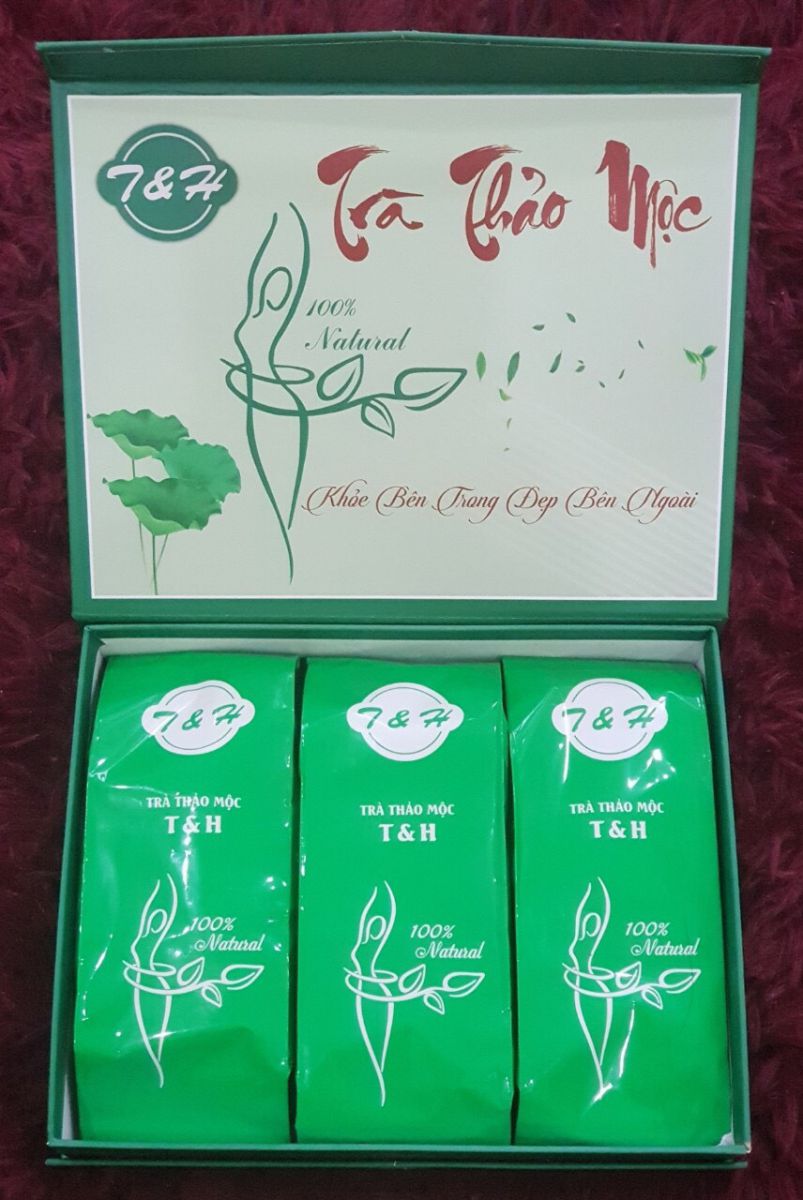 T&H
Trà Thảo Mộc
100%
Natural
Khỏe Bên Trong Đẹp Bên Ngoài
T&H
TRÀ THẢO MỘC
T&H
100%
Natural
T&H
TRÀ THẢO MỘC
T&H
100%
Natural
T&H
TRÀ THẢO MỘC
T&H
100%
Natural